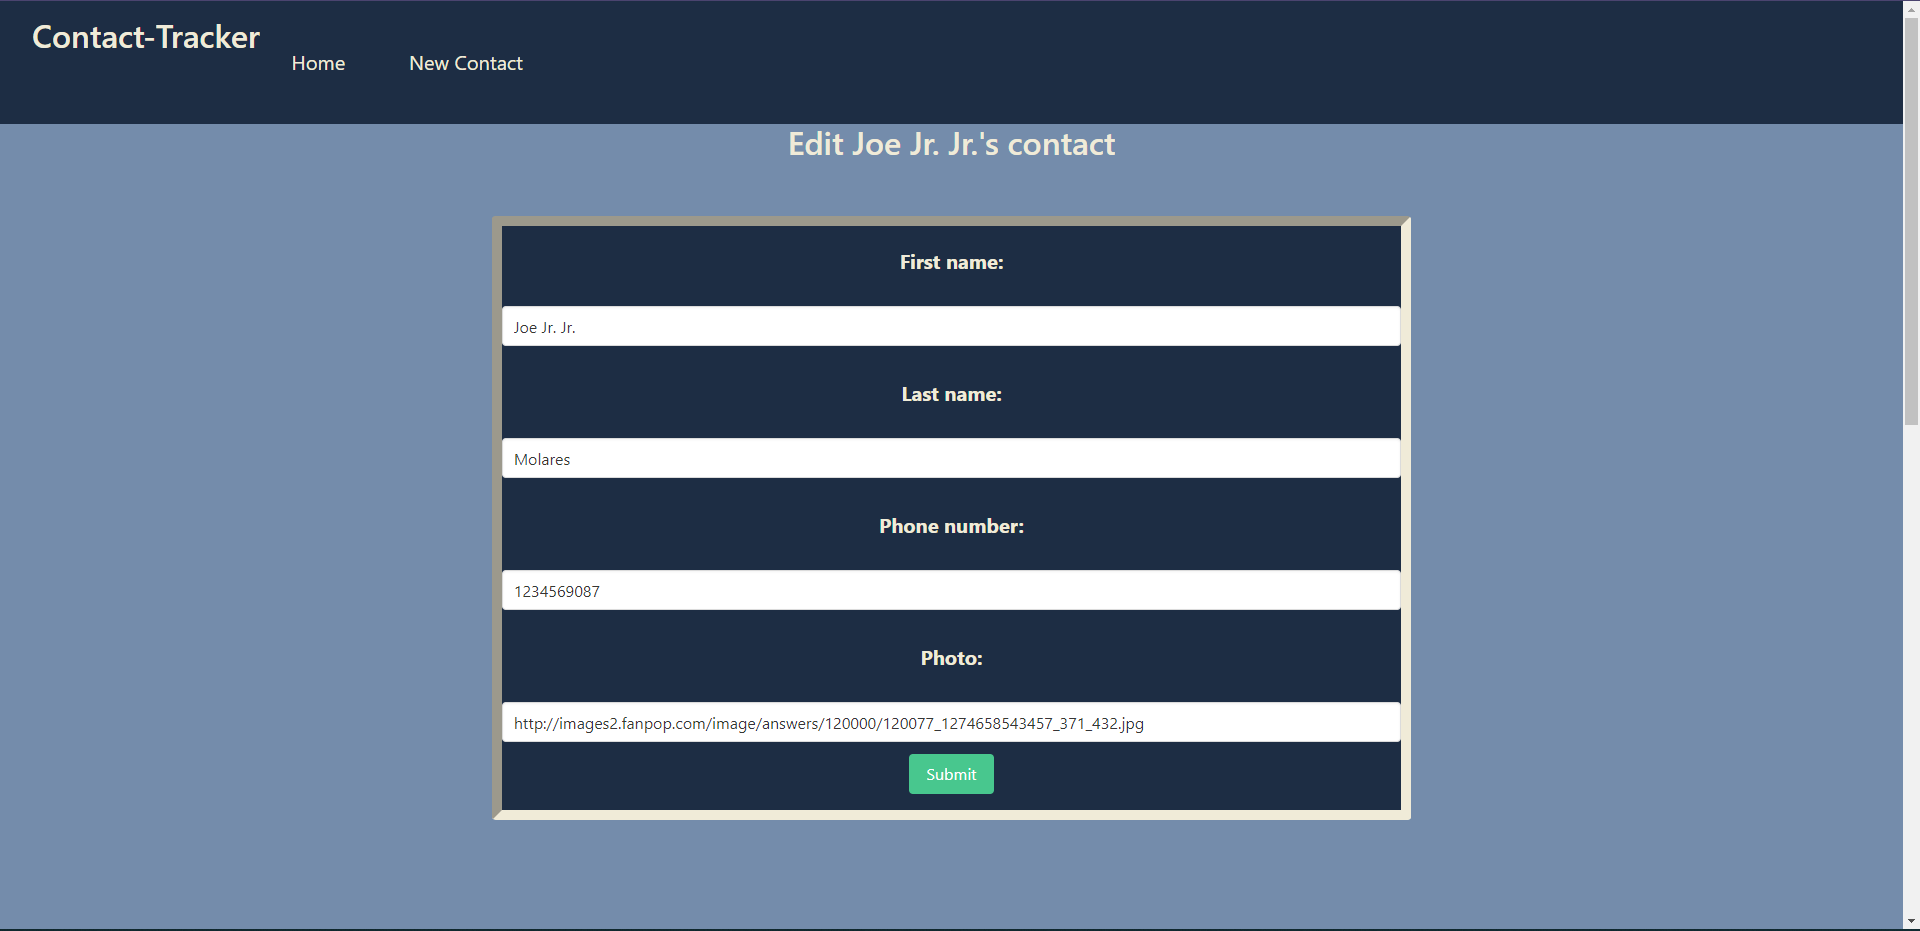 Contact-Tracker
Home New Contact
Edit Joe Jr. Jr.'s contact
First name:
Joe Jr. Jr.
Last name:
Molares
Phone number:
1234569087
Photo:
http://images2.fanpop.com/image/answers/120000/120077_1274658543457_371_432.jpg
Submit